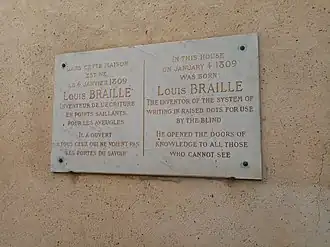 DANS CETTE MAISON
EST NÉ
LE 4 JANVIER 1809
LOUIS BRAILLE
INVENTEUR DE L'ÉCRITURE
EN POINTS SAILLANTS
POUR LES AVEUGLES
IL A OUVERT
À TOUS CEUX QUI NE VOIENT PAS
LES PORTES DU SAVOIR
IN THIS HOUSE
ON JANUARY 4 1809
WAS BORN
LOUIS BRAILLE
THE INVENTOR OF THE SYSTEM OF
WRITING IN RAISED DOTS FOR USE
BY THE BLIND
HE OPENED THE DOORS OF
KNOWLEDGE TO ALL THOSE
WHO CANNOT SEE